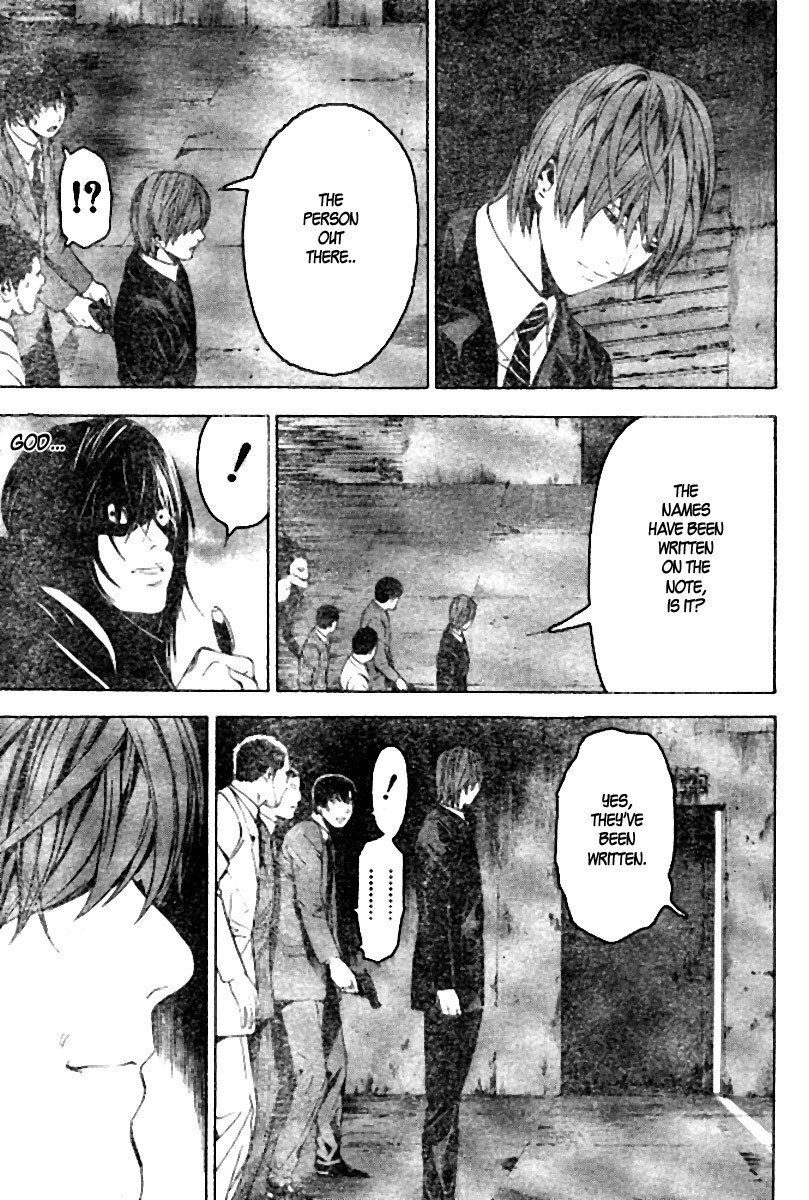 THE
PERSON
OUT
THERE..
!?
THE
NAMES
HAVE BEEN
WRITTEN
ON THE
NOTE,
IS IT?
!
GOD...
YES,
THEY'VE
BEEN
WRITTEN.
!
........
........